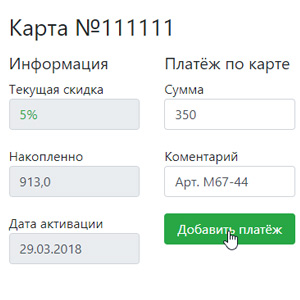 Карта №111111
Информация
Текущая скидка
5%
Накопленно
913,0
Дата активации
29.03.2018
Платёж по карте
Сумма
350
Коментарий
Арт. М67-44
Добавить платёж